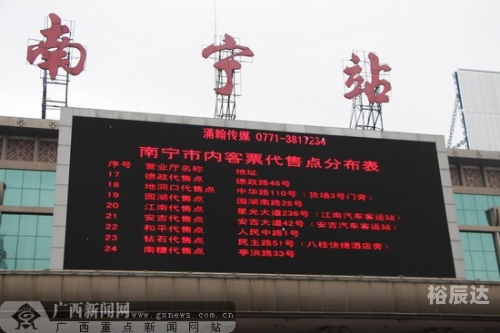 南宁站
涌翰传媒 0771-3817234
南宁市内客票代售点分布表
序号 营业厅名称 地址
17 德政代售点 德政路48号
18 地洞口代售点 中华路110号（货场3号门旁）
19 园湖代售点 园湖南路28号
20 江南代售点 星光大道236号（江南汽车客运站）
21 安吉代售点 安吉大道42号（安吉汽车客运站）
22 和平代售点 人民中路1号
23 钻石代售点 民主路51号（八桂快捷酒店旁）
24 南糖代售点 亭洪路33号
广西新闻网
www.gxnews.com.cn
广西重点新闻网站
裕辰达